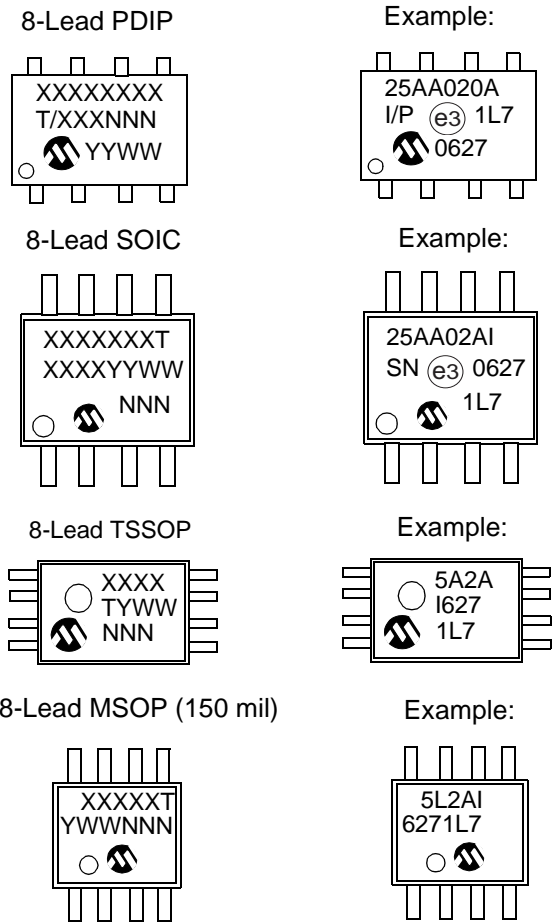 8-Lead PDIP
Example:
XXXXXXXX
T/XXXNNN
YYWW
25AA020A
I/P e3 1L7
0627
8-Lead SOIC
Example:
XXXXXXXT
XXXXYYWW
NNN
25AA02AI
SN e3 0627
1L7
8-Lead TSSOP
Example:
XXXX
TYWW
NNN
5A2A
I627
1L7
8-Lead MSOP (150 mil)
Example:
XXXXXT
YWWNNN
5L2AI
6271L7